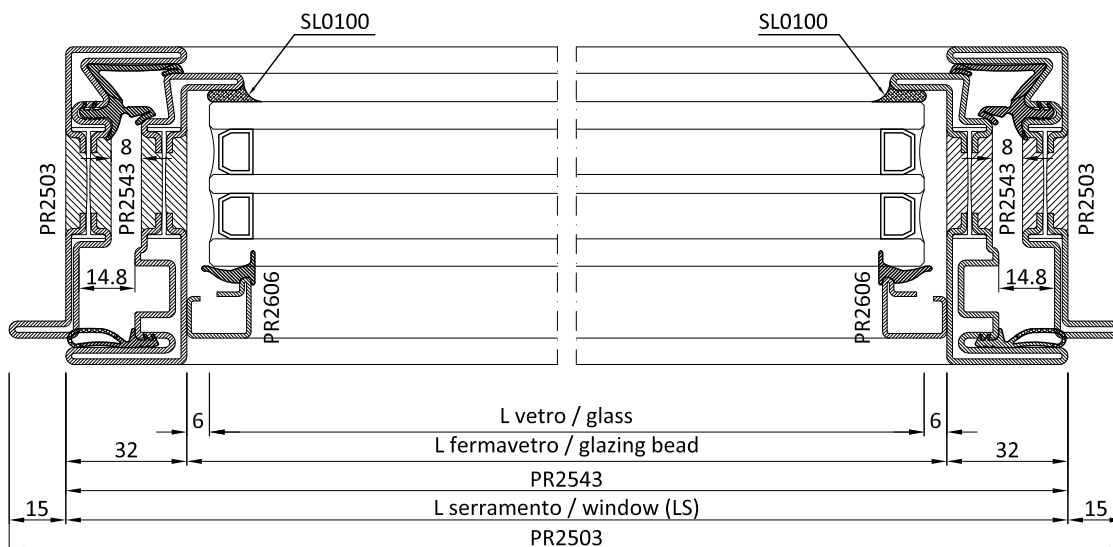 SL0100
SL0100
PR2503
8
PR2543
14.8
PR2606
PR2606
8
PR2543
14.8
PR2503
6
L vetro / glass
6
32
L fermavetro / glazing bead
32
PR2543
15
L serramento / window (LS)
15
PR2503